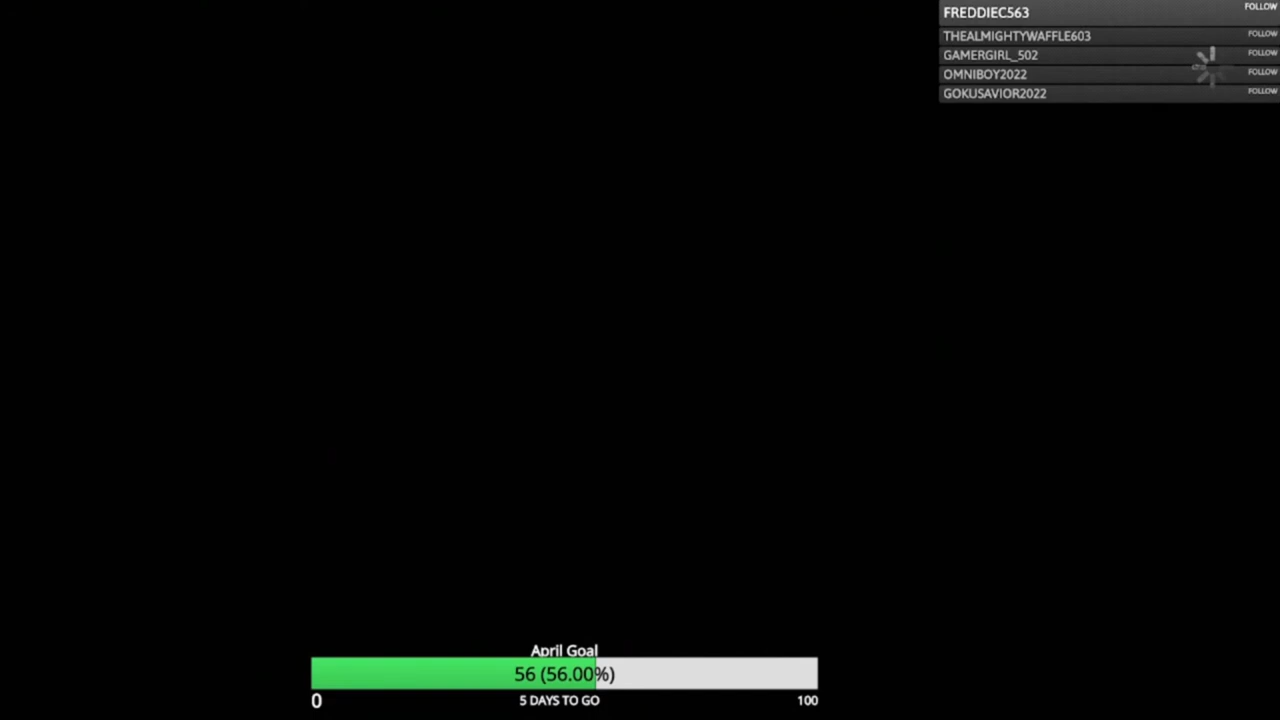 FREDDIEC563 FOLLOW
THEALMIGHTYWAFFLE603 FOLLOW
GAMERGIRL_502 FOLLOW
OMNIBOY2022 FOLLOW
GOKUSAVIOR2022 FOLLOW
April Goal
56 (56.00%)
0 5 DAYS TO GO 100